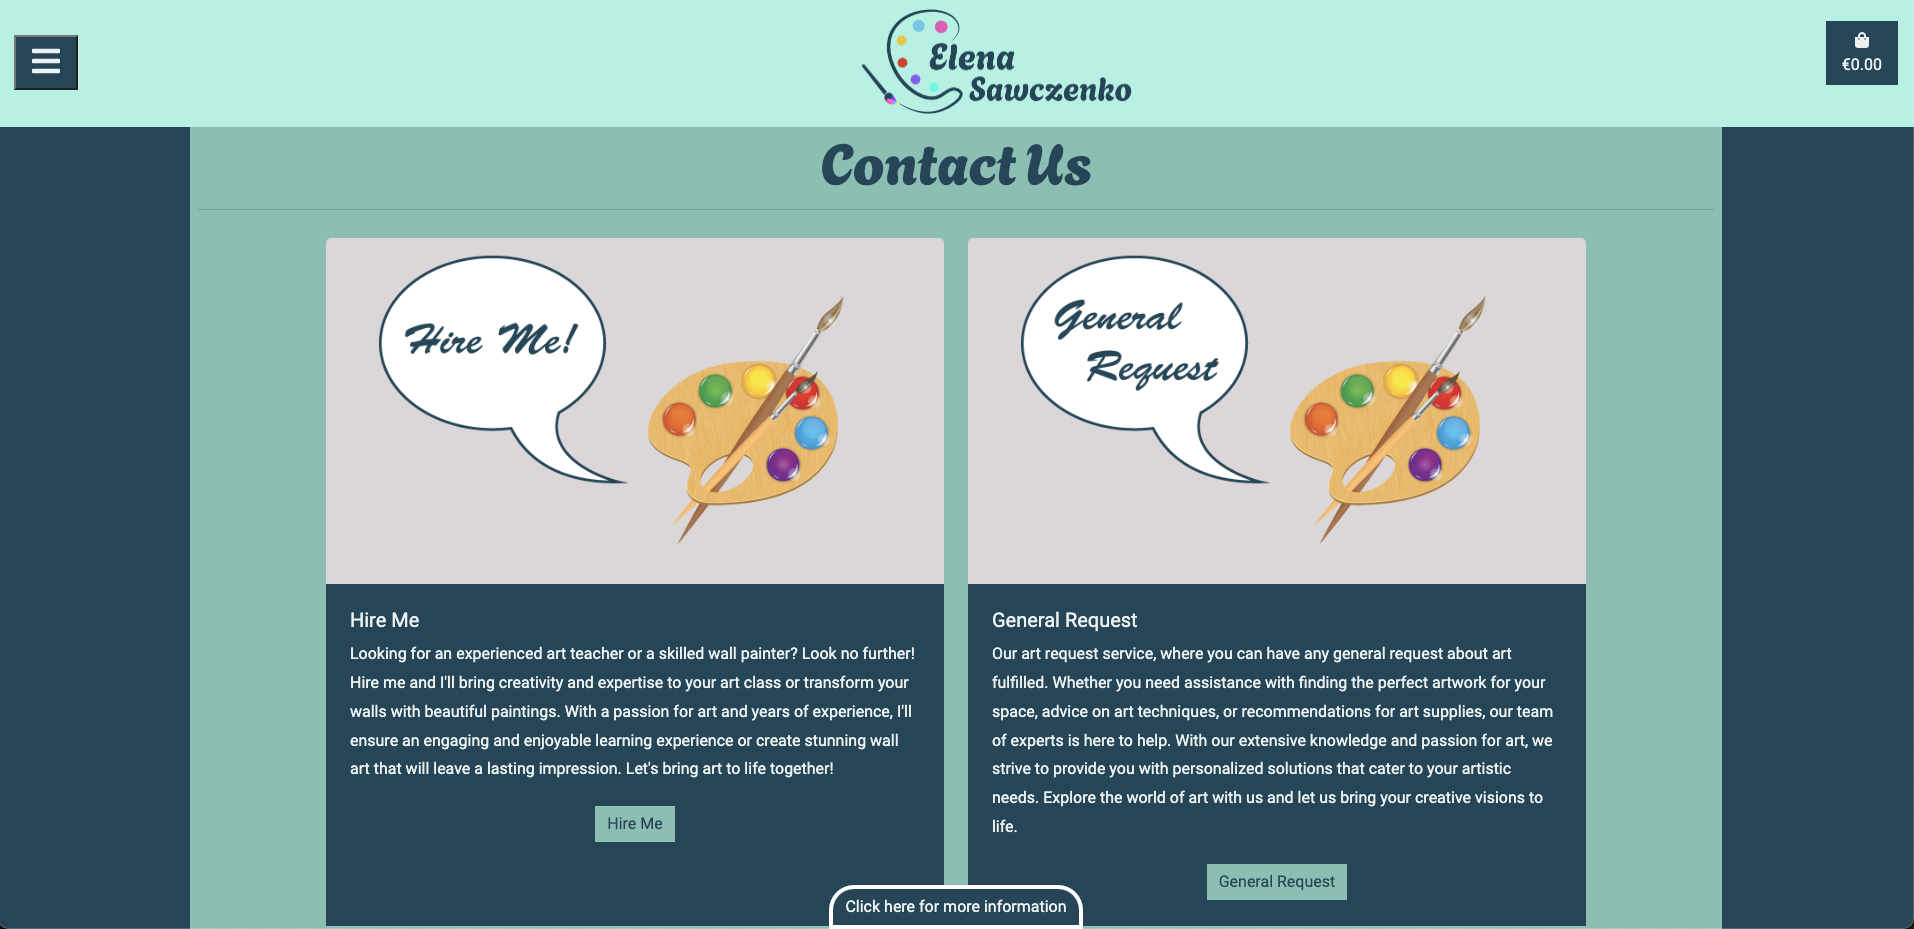 Elena
Sawczenko
€0.00
Contact Us
Hire Me!
General
Request
Hire Me
Looking for an experienced art teacher or a skilled wall painter? Look no further!
Hire me and I'll bring creativity and expertise to your art class or transform your
walls with beautiful paintings. With a passion for art and years of experience, I'll
ensure an engaging and enjoyable learning experience or create stunning wall
art that will leave a lasting impression. Let's bring art to life together!
Hire Me
General Request
Our art request service, where you can have any general request about art
fulfilled. Whether you need assistance with finding the perfect artwork for your
space, advice on art techniques, or recommendations for art supplies, our team
of experts is here to help. With our extensive knowledge and passion for art, we
strive to provide you with personalized solutions that cater to your artistic
needs. Explore the world of art with us and let us bring your creative visions to
life.
General Request
Click here for more information